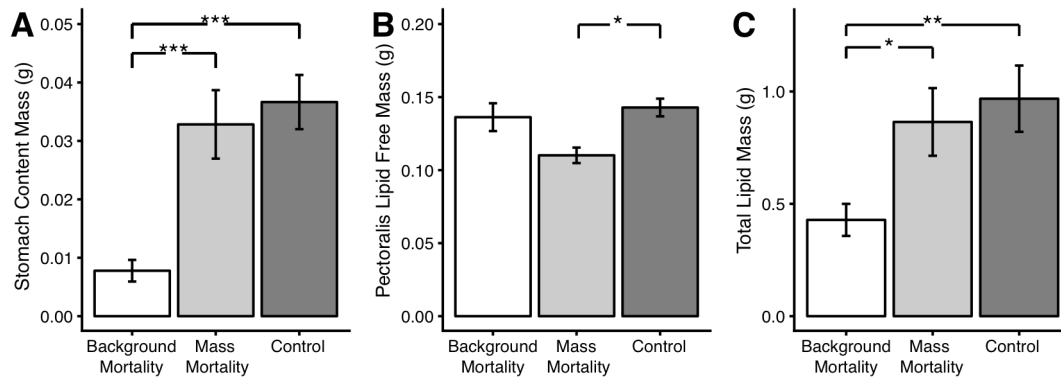 A
Stomach Content Mass (g)
0.05
0.04
0.03
0.02
0.01
0.00
***
***
Background
Mortality
Mass
Mortality
Control
B
Pectoralis Lipid Free Mass (g)
0.20
0.15
0.10
0.05
0.00
*
Background
Mortality
Mass
Mortality
Control
C
Total Lipid Mass (g)
1.0
0.5
0.0
**
*
Background
Mortality
Mass
Mortality
Control